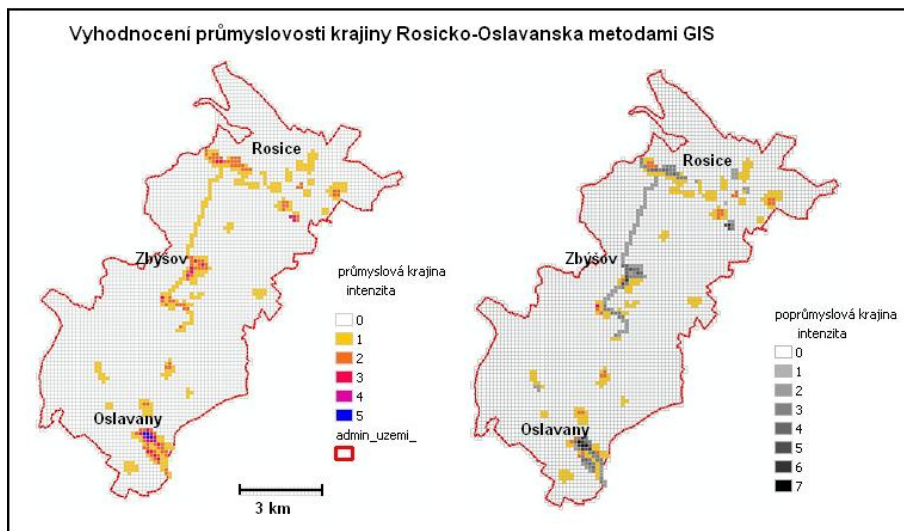 Vyhodnocení průmyslovosti krajiny Rosicko-Oslavanska metodami GIS
Rosice
Zbýšov
Oslavany
průmyslová krajina
intenzita
0
1
2
3
4
5
admin_uzemi_
3 km
Rosice
Zbýšov
Oslavany
poprůmyslová krajina
intenzita
0
1
2
3
4
5
6
7